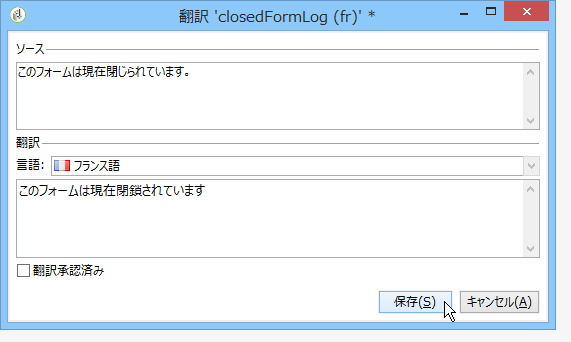 翻訳 'closedFormLog (fr)' *
ソース
このフォームは現在閉じられています。
翻訳
言語: フランス語
このフォームは現在閉鎖されています
翻訳承認済み
保存(S) キャンセル(A)